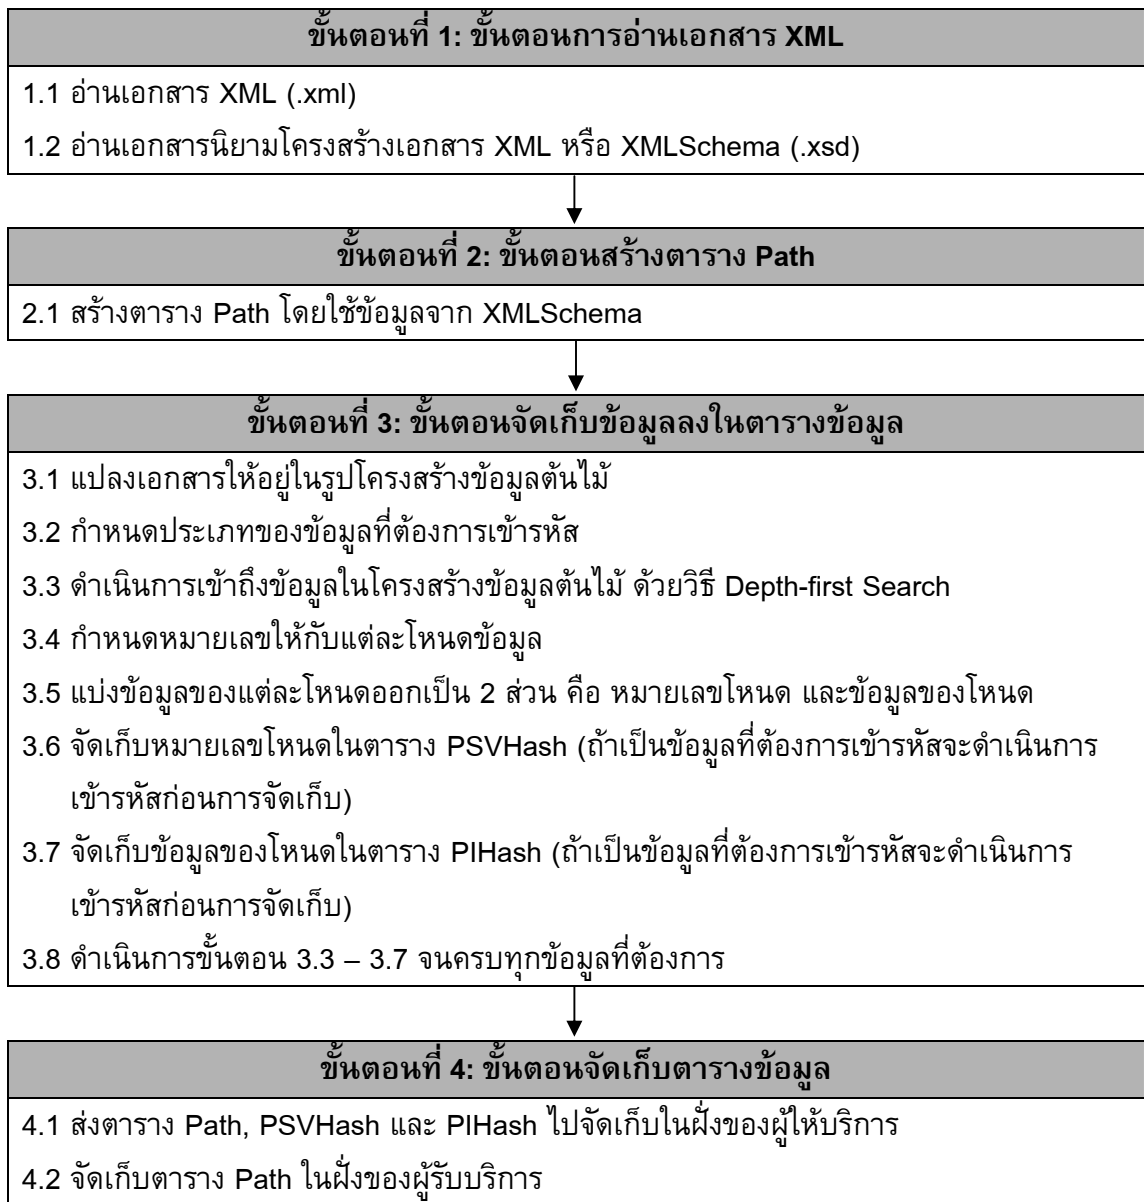 ขั้นตอนที่ 1: ขั้นตอนการอ่านเอกสาร XML
1.1 อ่านเอกสาร XML (.xml)
1.2 อ่านเอกสารนิยามโครงสร้างเอกสาร XML หรือ XMLSchema (.xsd)
ขั้นตอนที่ 2: ขั้นตอนสร้างตาราง Path
2.1 สร้างตาราง Path โดยใช้ข้อมูลจาก XMLSchema
ขั้นตอนที่ 3: ขั้นตอนจัดเก็บข้อมูลลงในตารางข้อมูล
3.1 แปลงเอกสารให้อยู่ในรูปโครงสร้างข้อมูลต้นไม้
3.2 กำหนดประเภทของข้อมูลที่ต้องการเข้ารหัส
3.3 ดำเนินการเข้าถึงข้อมูลในโครงสร้างข้อมูลต้นไม้ ด้วยวิธี Depth-first Search
3.4 กำหนดหมายเลขให้กับแต่ละโหนดข้อมูล
3.5 แบ่งข้อมูลของแต่ละโหนดออกเป็น 2 ส่วน คือ หมายเลขโหนด และข้อมูลของโหนด
3.6 จัดเก็บหมายเลขโหนดในตาราง PSVHash (ถ้าเป็นข้อมูลที่ต้องการเข้ารหัสจะดำเนินการ
เข้ารหัสก่อนการจัดเก็บ)
3.7 จัดเก็บข้อมูลของโหนดในตาราง PIHash (ถ้าเป็นข้อมูลที่ต้องการเข้ารหัสจะดำเนินการ
เข้ารหัสก่อนการจัดเก็บ)
3.8 ดำเนินการขั้นตอน 3.3 – 3.7 จนครบทุกข้อมูลที่ต้องการ
ขั้นตอนที่ 4: ขั้นตอนจัดเก็บตารางข้อมูล
4.1 ส่งตาราง Path, PSVHash และ PIHash ไปจัดเก็บในฝั่งของผู้ให้บริการ
4.2 จัดเก็บตาราง Path ในฝั่งของผู้รับบริการ